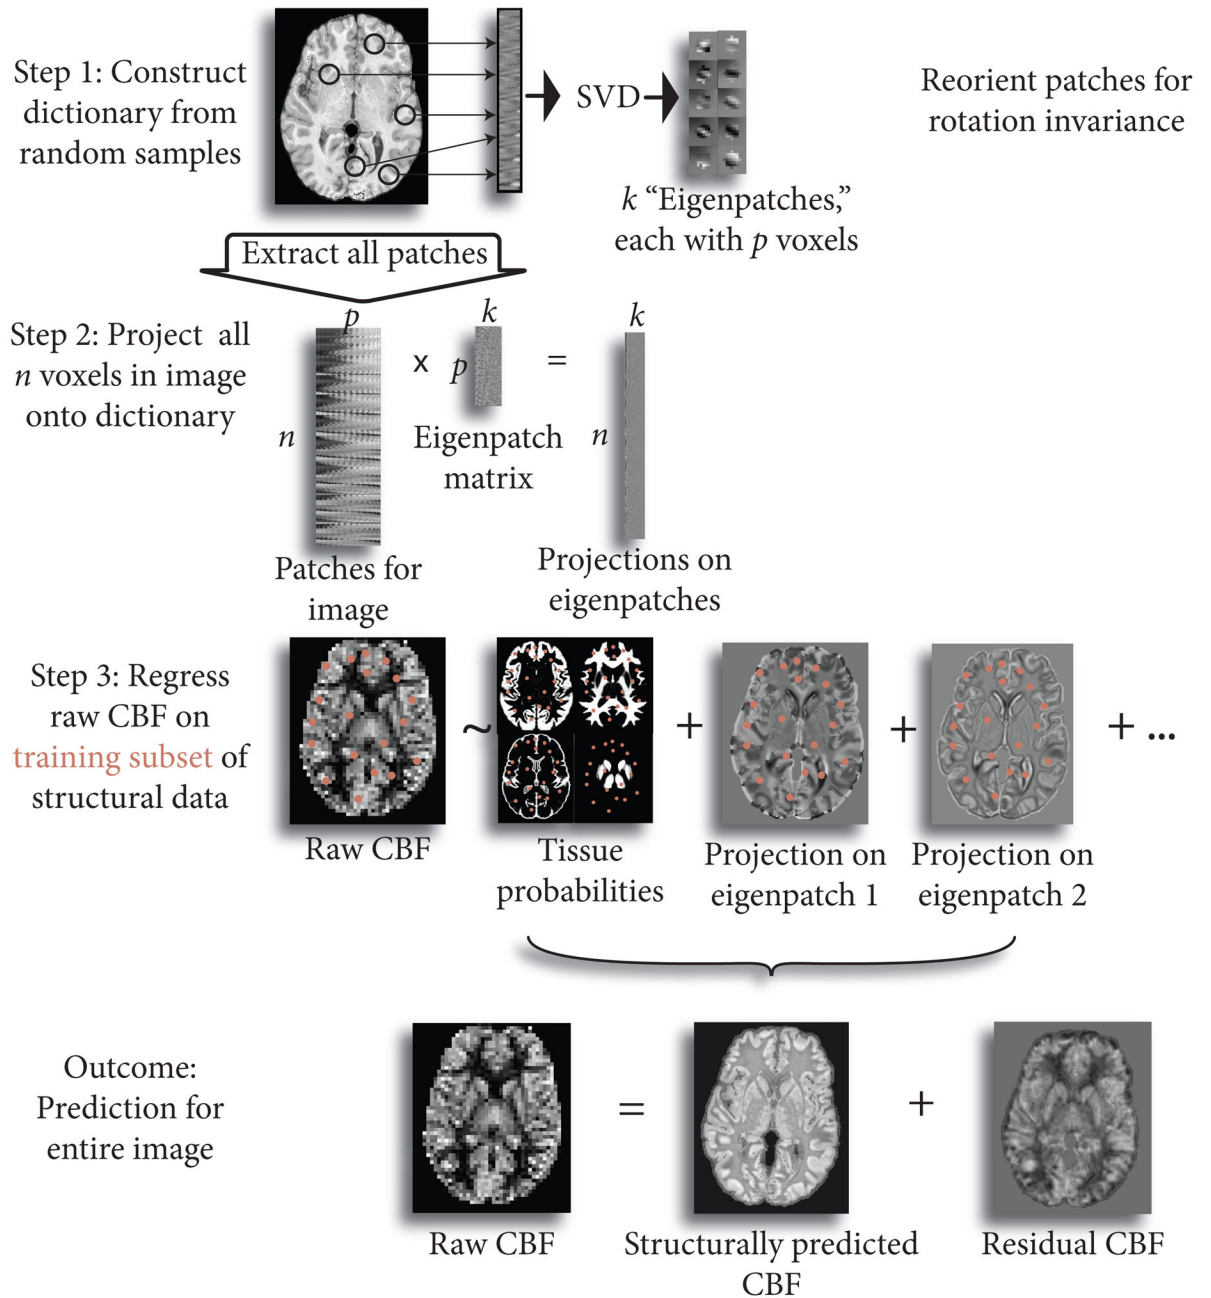 Step 1: Construct
dictionary from
random samples
SVD
k “Eigenpatches,”
each with p voxels
Reorient patches for
rotation invariance
Extract all patches
Step 2: Project all
n voxels in image
onto dictionary
p
n
x
k
p
=
k
n
Eigenpatch
matrix
Patches for
image
Projections on
eigenpatches
Step 3: Regress
raw CBF on
training subset of
structural data
~
+
+
+ ...
Raw CBF
Tissue
probabilities
Projection on
eigenpatch 1
Projection on
eigenpatch 2
Outcome:
Prediction for
entire image
=
+
Raw CBF
Structurally predicted
CBF
Residual CBF